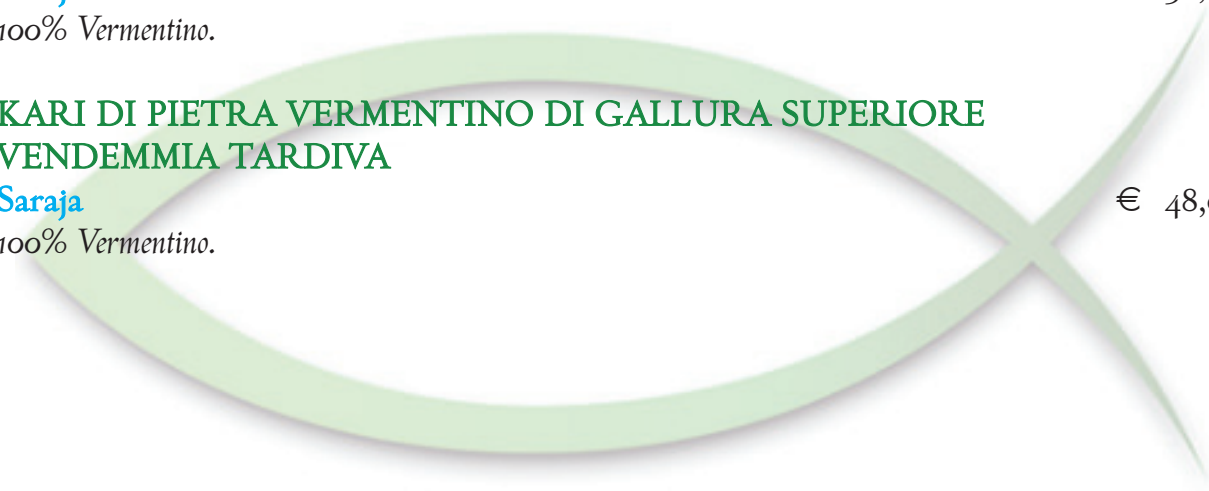 100% Vermentino.
KARI DI PIETRA VERMENTINO DI GALLURA SUPERIORE
VENDEMMIA TARDIVA
Saraja € 48,
100% Vermentino.